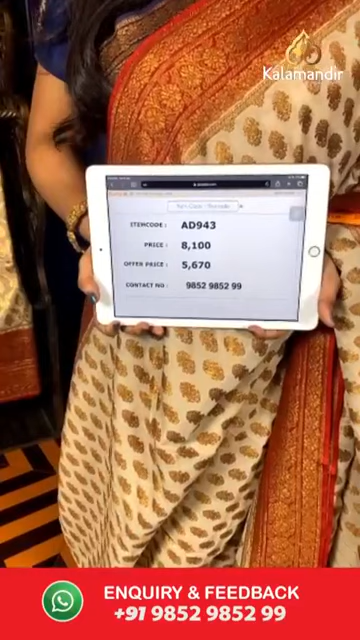 Kalamandir
ITEMCODE : AD943
PRICE : 8,100
OFFER PRICE : 5,670
CONTACT NO : 9852 9852 99
ENQUIRY & FEEDBACK
+91 9852 9852 99